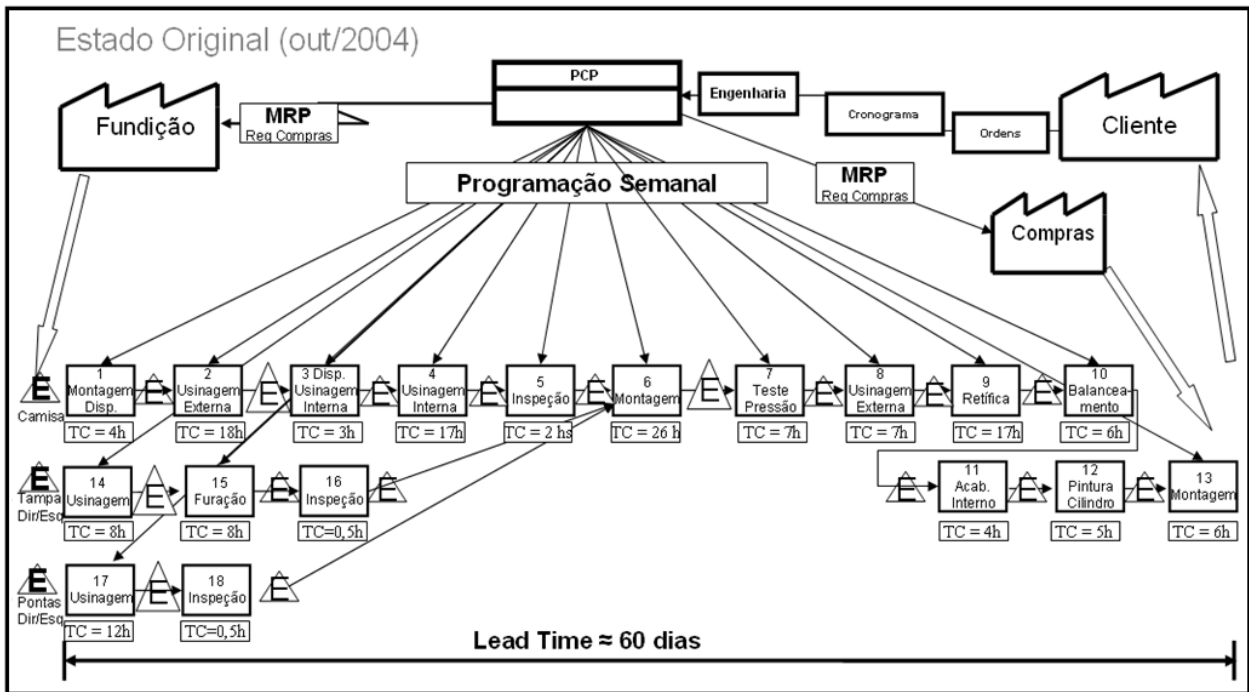 Estado Original (out/2004)
PCP
Engenharia
Cronograma
Ordens
Cliente
Fundição
MRP
Req Compras
Programação Semanal
MRP
Req Compras
Compras
E
Camisa
1
Montagem
Disp.
TC = 4h
E
2
Usinagem
Externa
TC = 18h
E
3 Disp.
Usinagem
Interna
TC = 3h
E
4
Usinagem
Interna
TC = 17h
E
5
Inspeção
TC = 2 hs
E
6
Montagem
TC = 26 h
E
7
Teste
Pressão
TC = 7h
E
8
Usinagem
Externa
TC = 7h
E
9
Retífica
TC = 17h
E
10
Balancea-
mento
TC = 6h
E
11
Acab.
Interno
TC = 4h
E
12
Pintura
Cilindro
TC = 5h
E
13
Montagem
TC = 6h
E
Tampa
Dir/Esq
14
Usinagem
TC = 8h
E
15
Furação
TC = 8h
E
16
Inspeção
TC=0,5h
E
E
Pontas
Dir/Esq
17
Usinagem
TC = 12h
E
18
Inspeção
TC=0,5h
E
Lead Time ≈ 60 dias